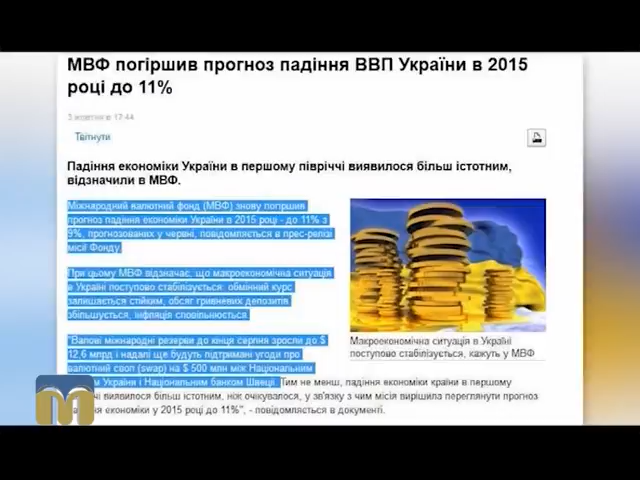 МВФ погіршив прогноз падіння ВВП України в 2015
році до 11%
3 жовтня о 17:44
Твітнути
Падіння економіки України в першому півріччі виявилося більш істотним,
відзначили в МВФ.
Міжнародний валютний фонд (МВФ) знову погіршив
прогноз падіння економіки України в 2015 році - до 11% з
9%, прогнозованих у червні, повідомляється в прес-релізі
місії Фонду.
При цьому МВФ відзначає, що макроекономічна ситуація
в Україні поступово стабілізується: обмінний курс
залишається стійким, обсяг гривневих депозитів
збільшується, інфляція сповільнюється.
"Валові міжнародні резерви до кінця серпня зросли до $
12,6 млрд і надалі ще будуть підтримані угоди про
валютний своп (swap) на $ 500 млн між Національним
м України і Національним банком Швеції. Тим не менш, падіння економіки країни в першому
чі виявилося більш істотним, ніж очікувалося, у зв'язку з чим місія вирішила переглянути прогноз
падіння економіки у 2015 році до 11%", - повідомляється в документі.
Макроекономічна ситуація в Україні
поступово стабілізується, кажуть у МВФ